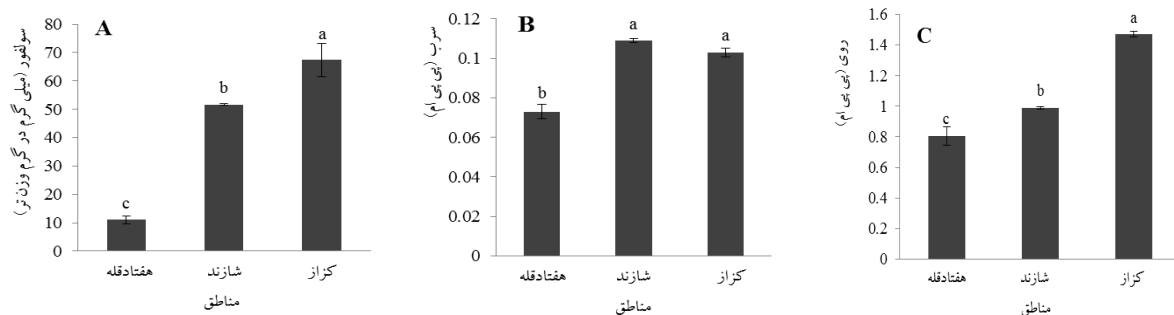 A
سولفور (میلی گرم در گرم وزن تر)
80
70
60
50
40
30
20
10
0
c
b
a
هفتادقله
شازند
کزاز
مناطق
B
سرب (پی پی ام)
0.12
0.1
0.08
0.06
0.04
0.02
0
b
a
a
هفتادقله
شازند
کزاز
مناطق
C
روی (پی پی ام)
1.6
1.4
1.2
1
0.8
0.6
0.4
0.2
0
c
b
a
هفتادقله
شازند
کزاز
مناطق